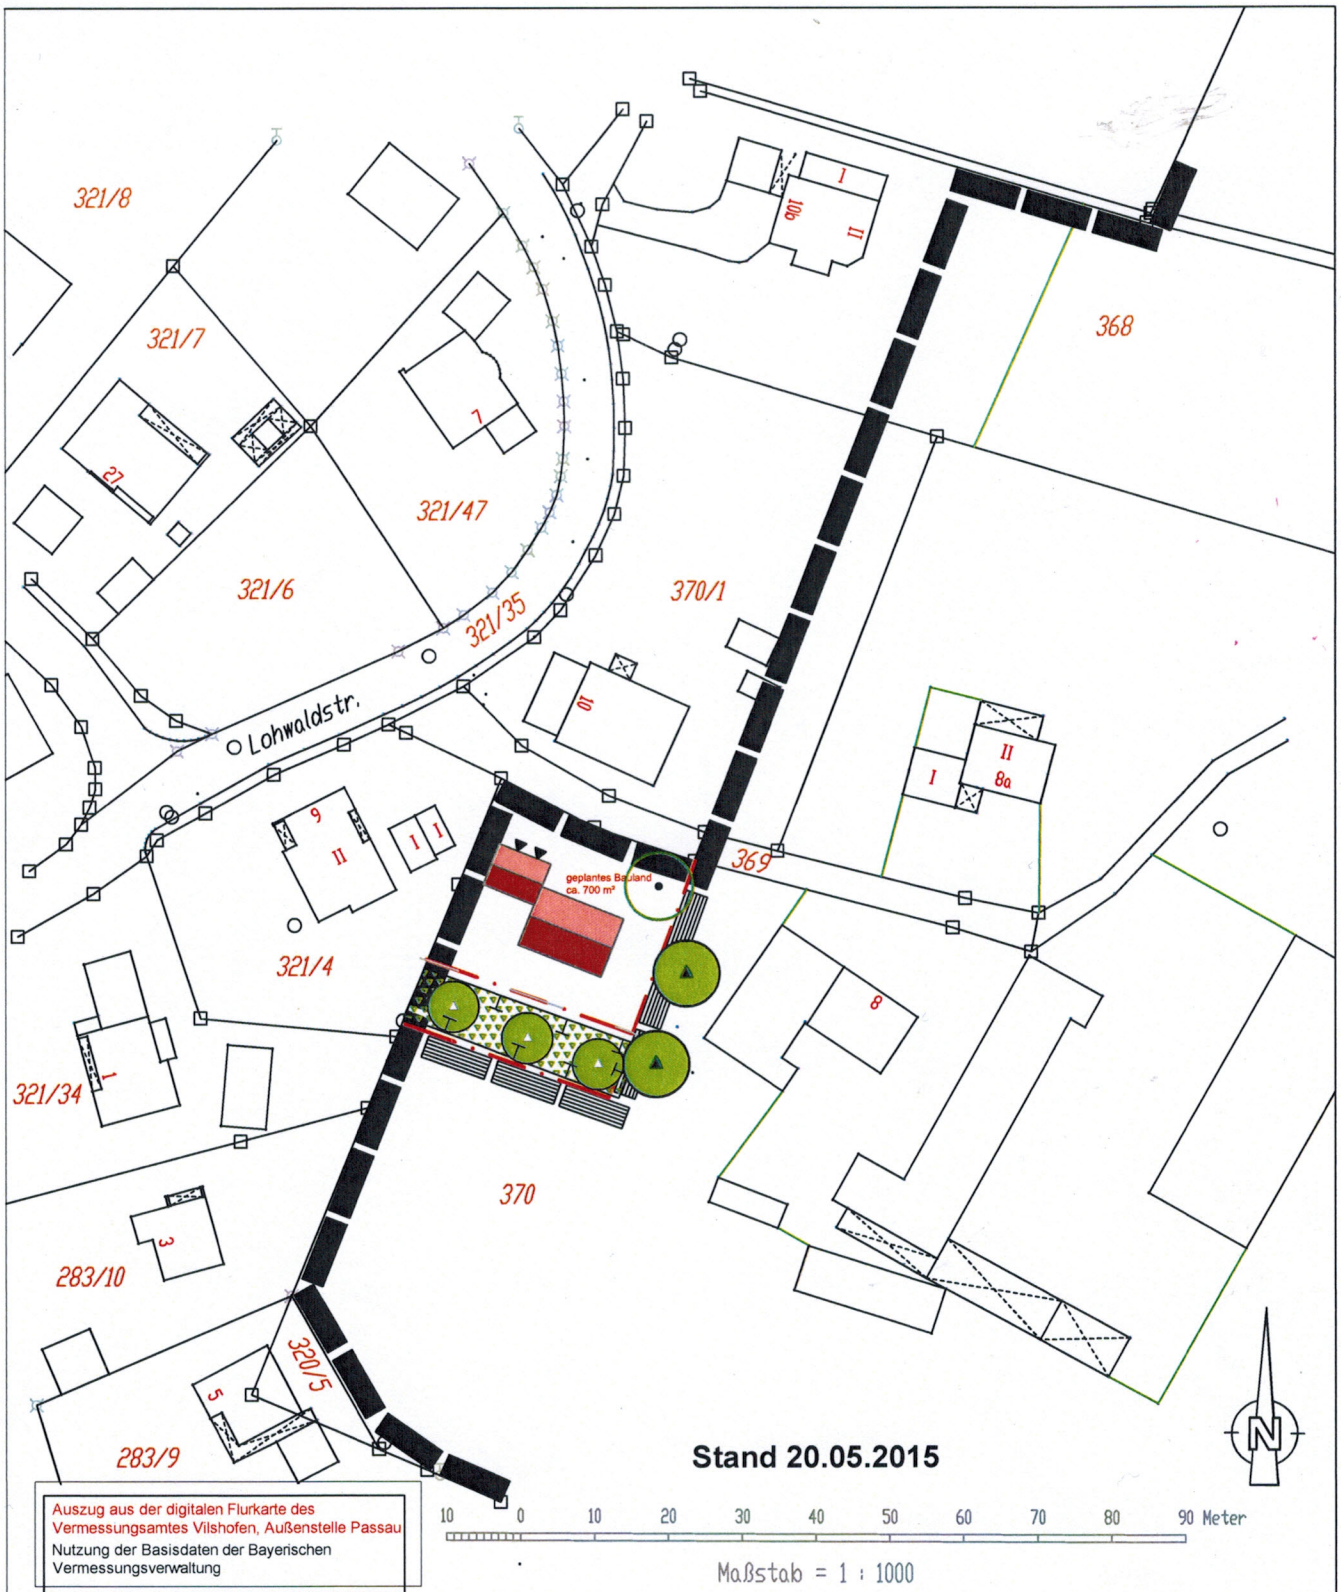 321/8
I
10b
II
368
321/7
7
27
321/47
321/6
321/35
370/1
10
Lohwaldstr.
II
I
8a
9
II
I
I
369
geplantes Bauland
ca. 700 m²
321/4
8
1
321/34
370
3
283/10
320/5
5
283/9
N
Stand 20.05.2015
Auszug aus der digitalen Flurkarte des
Vermessungsamtes Vilshofen, Außenstelle Passau
Nutzung der Basisdaten der Bayerischen
Vermessungsverwaltung
10 0 10 20 30 40 50 60 70 80 90 Meter
Maßstab = 1 : 1000